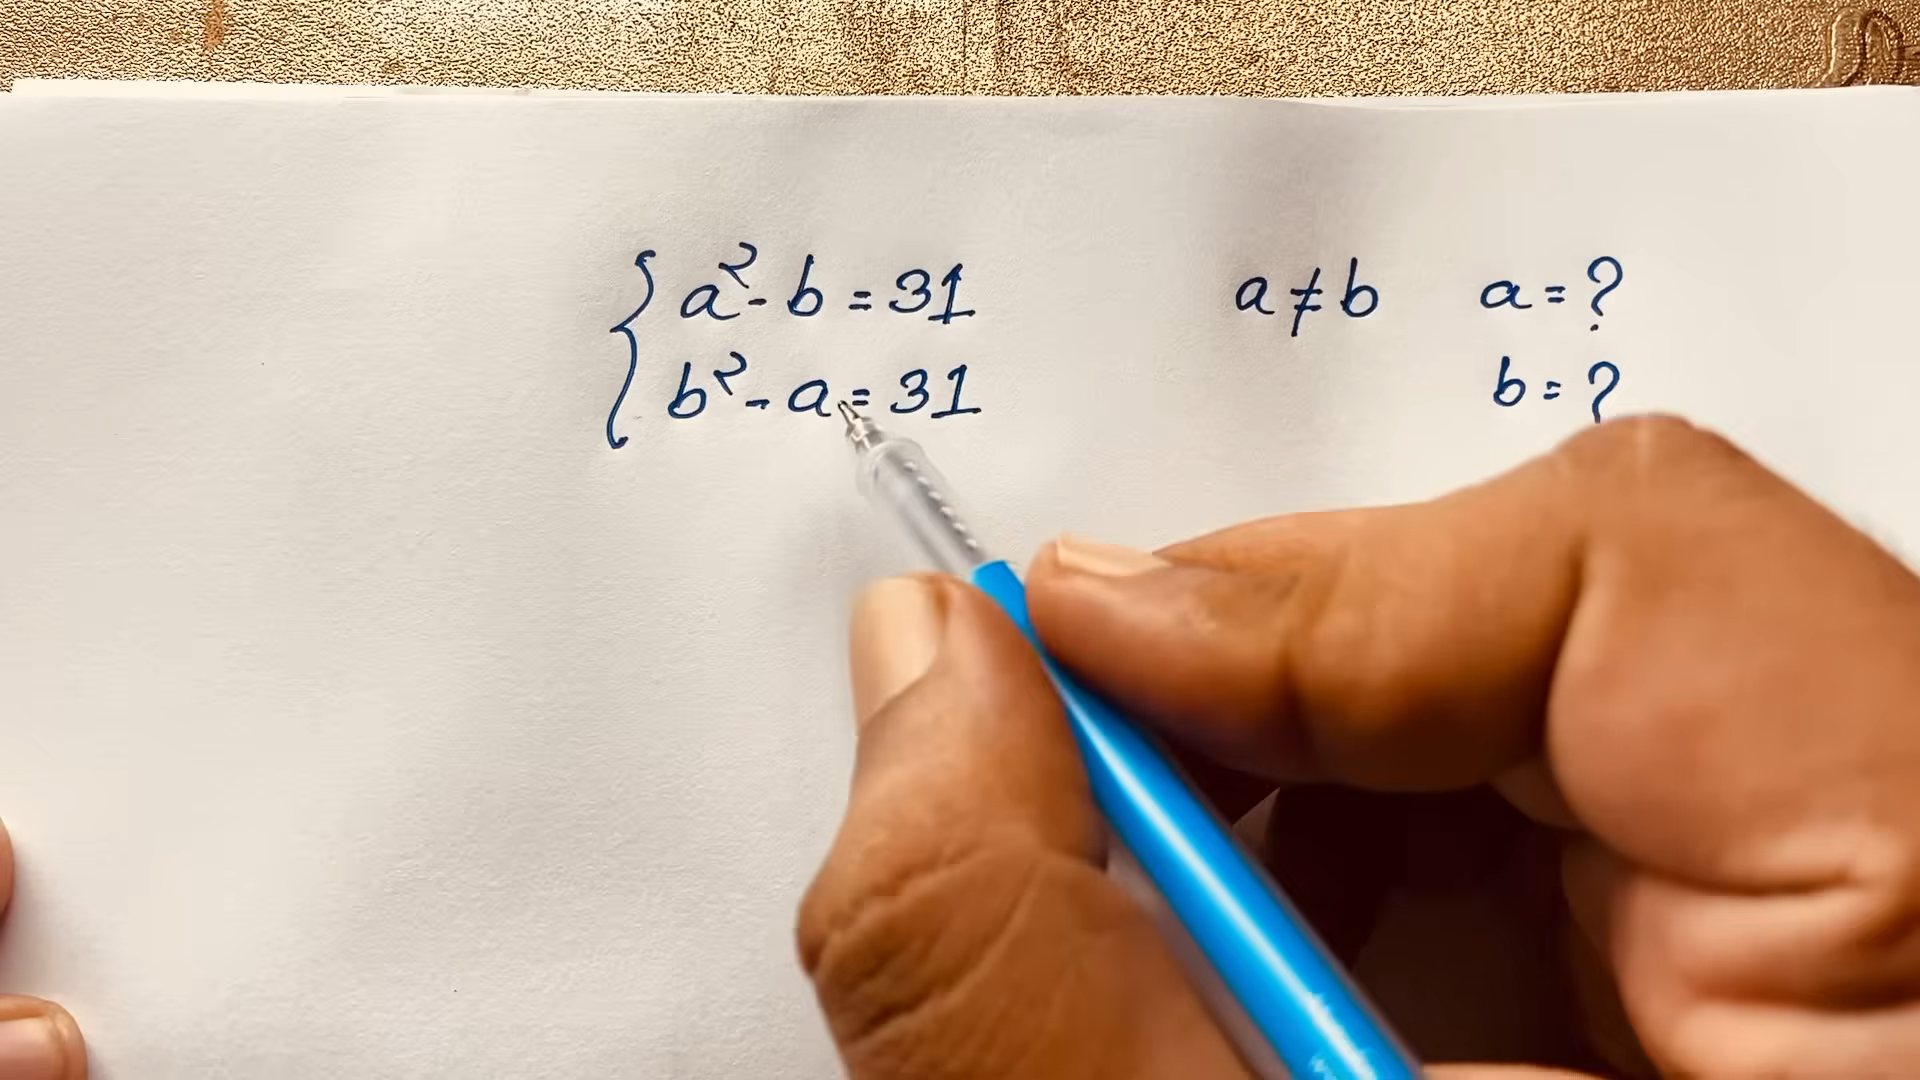 a² - b = 31 a ≠ b a = ?
b² - a = 31 b = ?